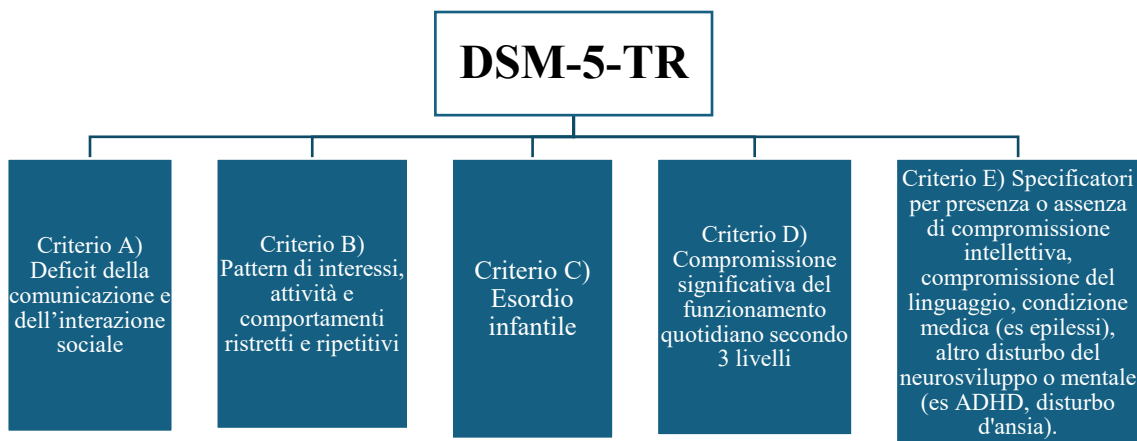 DSM-5-TR
Criterio A)
Deficit della
comunicazione e
dell'interazione
sociale
Criterio B)
Pattern di interessi,
attività e
comportamenti
ristretti e ripetitivi
Criterio C)
Esordio
infantile
Criterio D)
Compromissione
significativa del
funzionamento
quotidiano secondo
3 livelli
Criterio E) Specificatori
per presenza o assenza
di compromissione
intellettiva,
compromissione del
linguaggio, condizione
medica (es epilessi),
altro disturbo del
neurosviluppo o mentale
(es ADHD, disturbo
d'ansia).